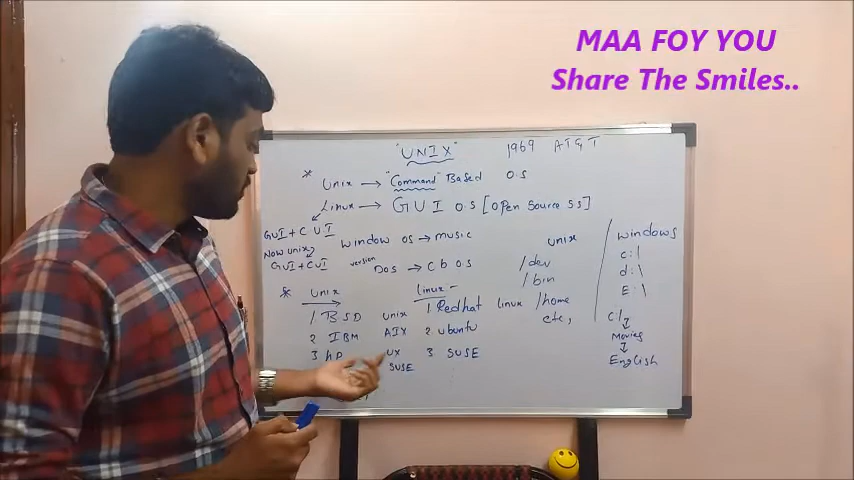 MAA FOY YOU
Share The Smiles..
"UNIX" 1969 AT&T
* Unix → "Command" Based O.S
Linux → GUI O.S [Open Source SS]
GUI + CUI
Now unix
GUI + CUI
Window OS → music
version
DOS → CB OS
* Unix
1 BSD unix
2 IBM AIX
3 HP UX
SUSE
Linux -
1 Redhat Linux
2 ubuntu
3 SUSE
unix
/dev
/bin
/home
etc,
windows
C:\
d:\
E:\
C:\
Movies
English